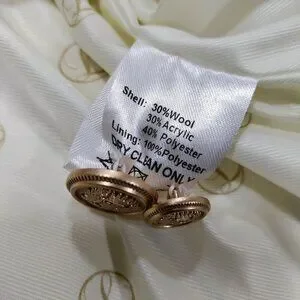 Shell: 30%Wool
30%Acrylic
40% Polyester
Lining: 100%Polyester
DRY CLEAN ONLY